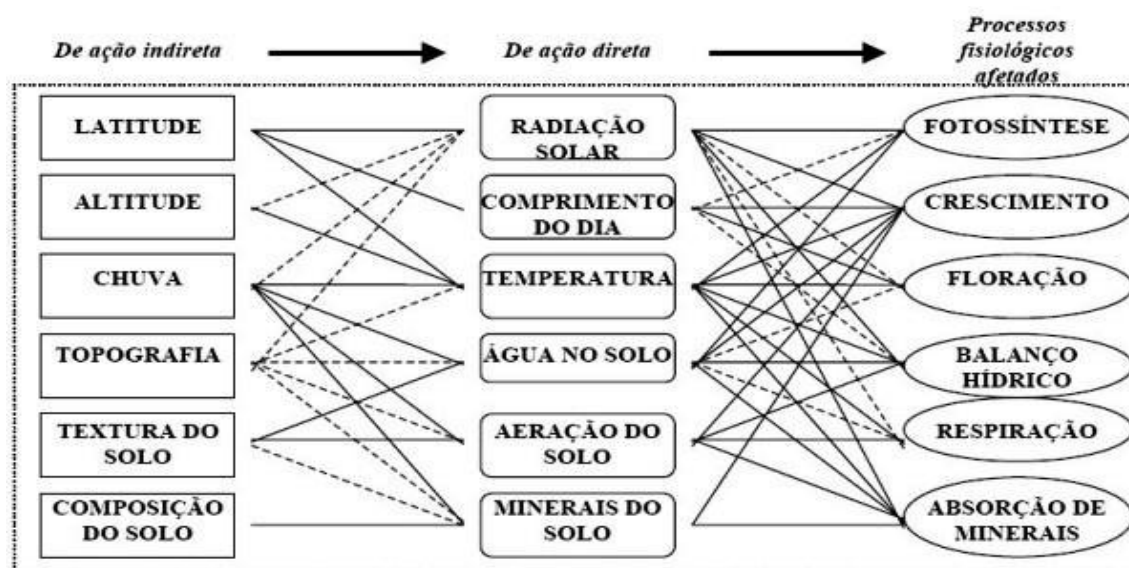 De ação indireta
De ação direta
Processos
fisiológicos
afetados
LATITUDE
RADIAÇÃO
SOLAR
FOTOSSÍNTESE
ALTITUDE
COMPRIMENTO
DO DIA
CRESCIMENTO
CHUVA
TEMPERATURA
FLORAÇÃO
TOPOGRAFIA
ÁGUA NO SOLO
BALANÇO
HÍDRICO
TEXTURA DO
SOLO
AERAÇÃO DO
SOLO
RESPIRAÇÃO
COMPOSIÇÃO
DO SOLO
MINERAIS DO
SOLO
ABSORÇÃO DE
MINERAIS